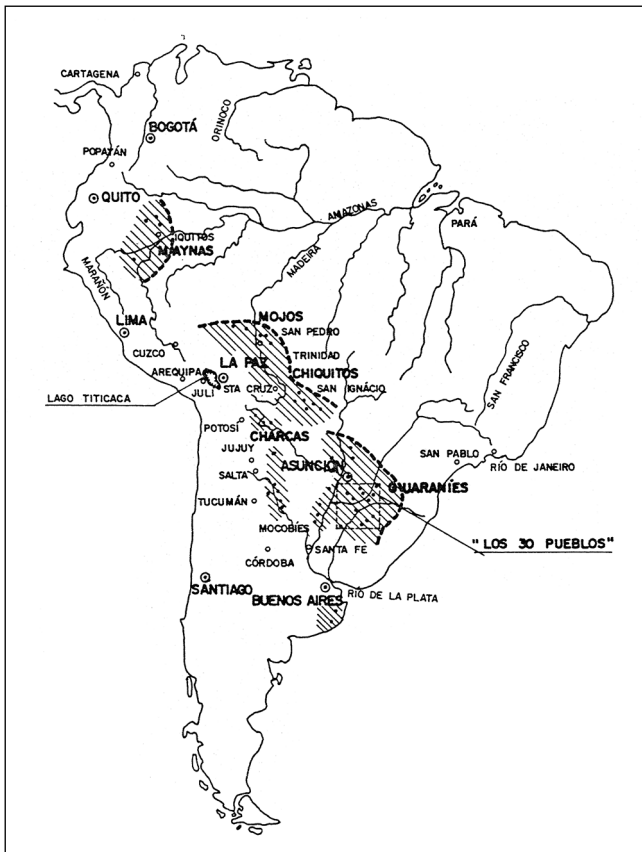 CARTAGENA
BOGOTÁ
ORINOCO
POPAYÁN
QUITO
AMAZONAS
PARÁ
IQUITOS
MAYNAS
MADEIRA
MARAÑÓN
LIMA
MOJOS
SAN PEDRO
CUZCO
TRINIDAD
LA PAZ
CHIQUITOS
AREQUIPA
JULÍ
STA CRUZ
SAN IGNÁCIO
SAN FRANCISCO
LAGO TITICACA
POTOSÍ
CHARCAS
JUJUY
SALTA
ASUNCIÓN
SAN PABLO
RÍO DE JANEIRO
GUARANÍES
TUCUMÁN
MOCOBÍES
SANTA FE
"LOS 30 PUEBLOS"
CÓRDOBA
SANTIAGO
BUENOS AIRES
RÍO DE LA PLATA